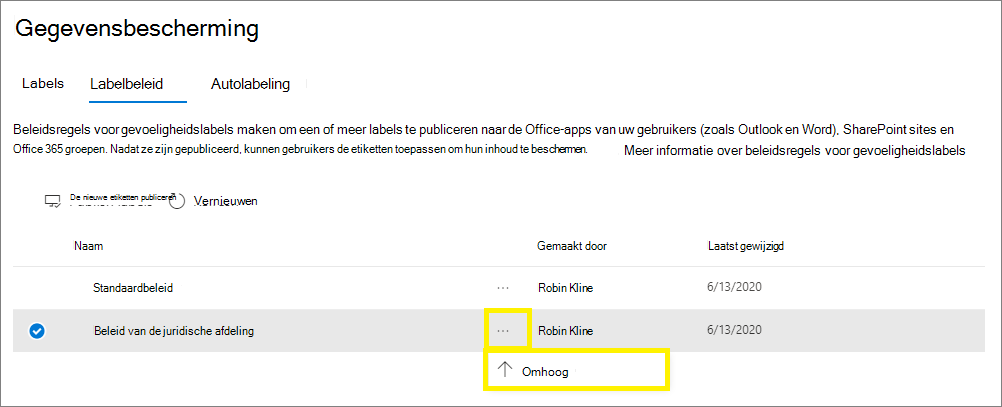 Gegevensbescherming
Labels Labelbeleid Autolabeling
Beleidsregels voor gevoeligheidslabels maken om een of meer labels te publiceren naar de Office-apps van uw gebruikers (zoals Outlook en Word), SharePoint sites en
Office 365 groepen. Nadat ze zijn gepubliceerd, kunnen gebruikers de etiketten toepassen om hun inhoud te beschermen. Meer informatie over beleidsregels voor gevoeligheidslabels
De nieuwe etiketten publiceren Vernieuwen
Naam Gemaakt door Laatst gewijzigd
Standaardbeleid ... Robin Kline 6/13/2020
Beleid van de juridische afdeling ... Robin Kline 6/13/2020
Omhoog